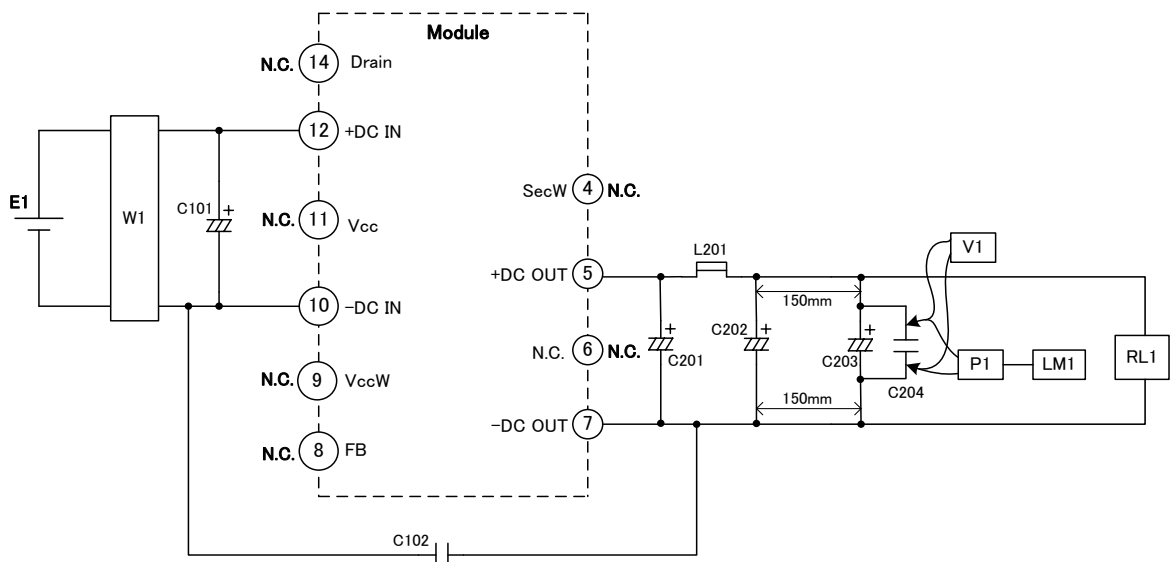 Module
N.C. 14 Drain
12 +DC IN
E1
W1
C101 +
N.C. 11 Vcc
10 -DC IN
N.C. 9 VccW
N.C. 8 FB
SecW 4 N.C.
+DC OUT 5
N.C. 6 N.C.
-DC OUT 7
L201
+
C201
C202 +
150mm
150mm
+
C203
C204
V1
P1
LM1
RL1
C102